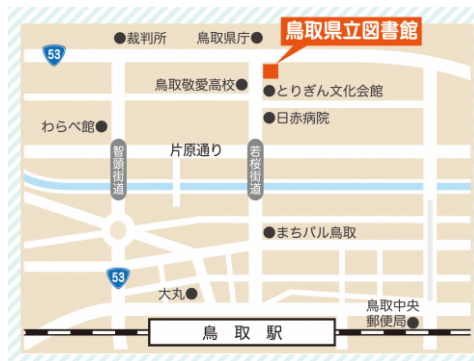 鳥取県立図書館
裁判所
鳥取県庁
53
鳥取敬愛高校
とりぎん文化会館
日赤病院
わらべ館
片原通り
智頭街道
若桜街道
まちパル鳥取
53
大丸
鳥取中央
郵便局
鳥取駅